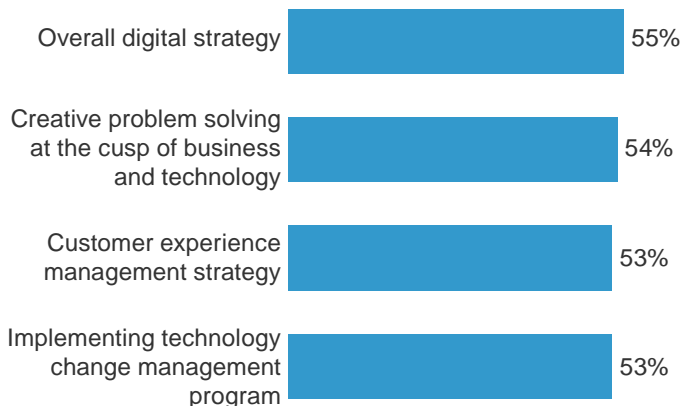 Overall digital strategy
55%
Creative problem solving
at the cusp of business
and technology
54%
Customer experience
management strategy
53%
Implementing technology
change management
program
53%